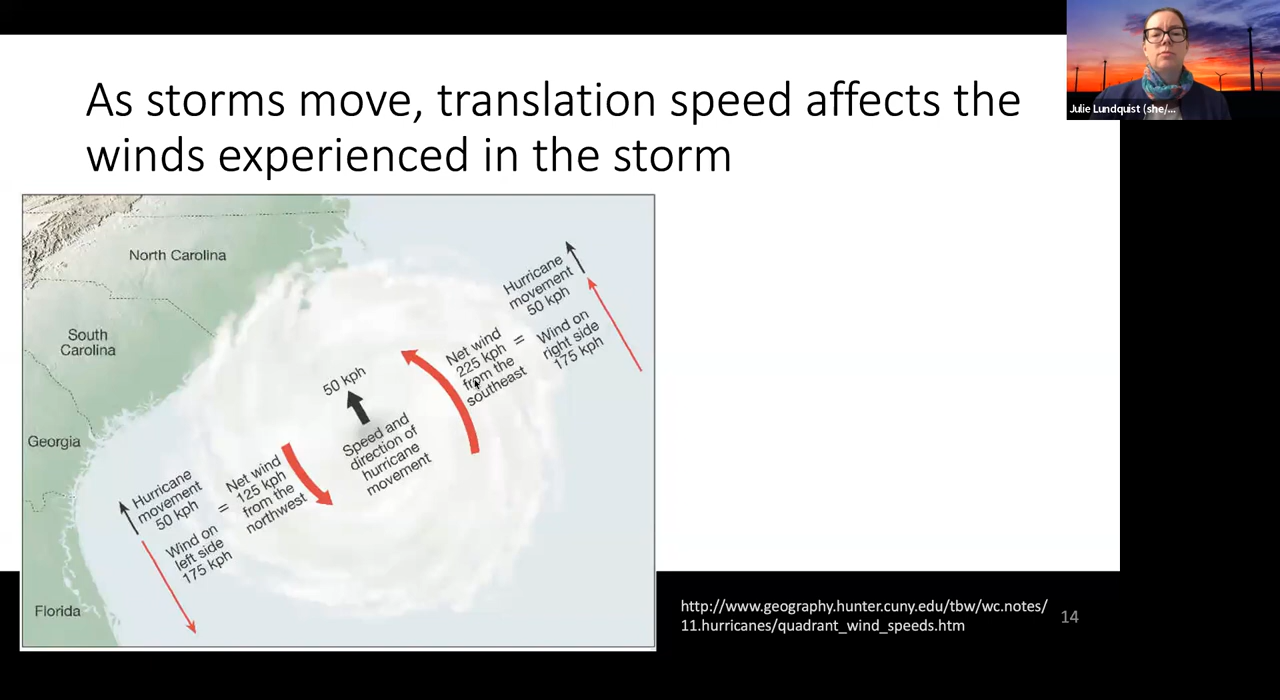 As storms move, translation speed affects the
winds experienced in the storm
Julie Lundquist (she/...
North Carolina
South
Carolina
Georgia
Florida
Hurricane
movement
50 kph
Wind on
right side
175 kph
=
Net wind
225 kph
from the
southeast
50 kph
Speed and
direction of
hurricane
movement
Net wind
125 kph
from the
northwest
=
Hurricane
movement
50 kph
Wind on
left side
175 kph
http://www.geography.hunter.cuny.edu/tbw/wc.notes/
11.hurricanes/quadrant_wind_speeds.htm
14